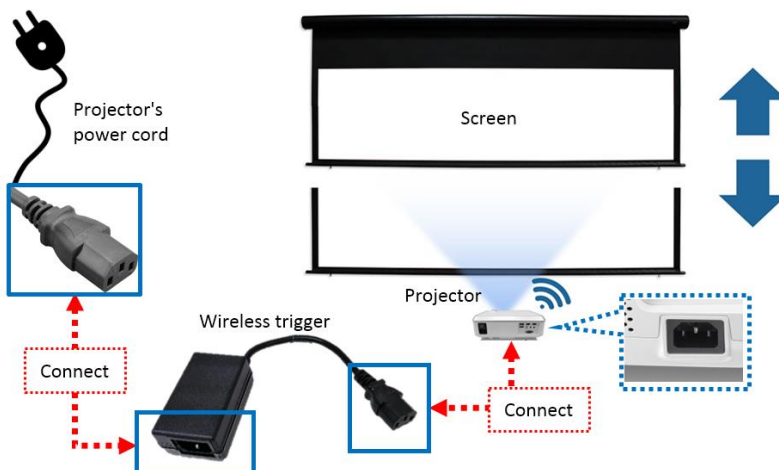 Projector's
power cord
Screen
Projector
Wireless trigger
Connect
Connect